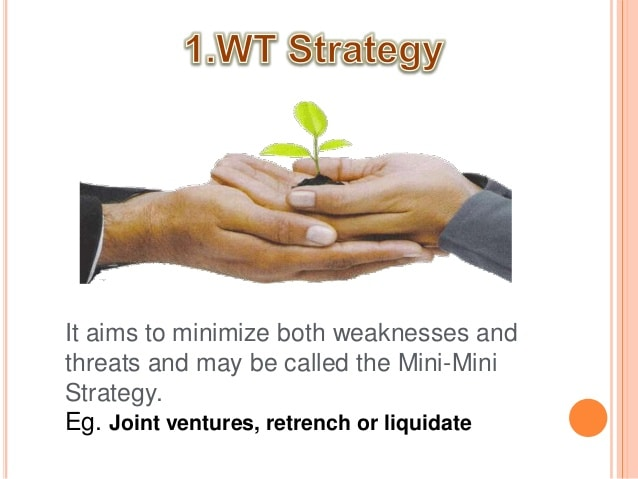 1.WT Strategy
It aims to minimize both weaknesses and
threats and may be called the Mini-Mini
Strategy.
Eg. Joint ventures, retrench or liquidate